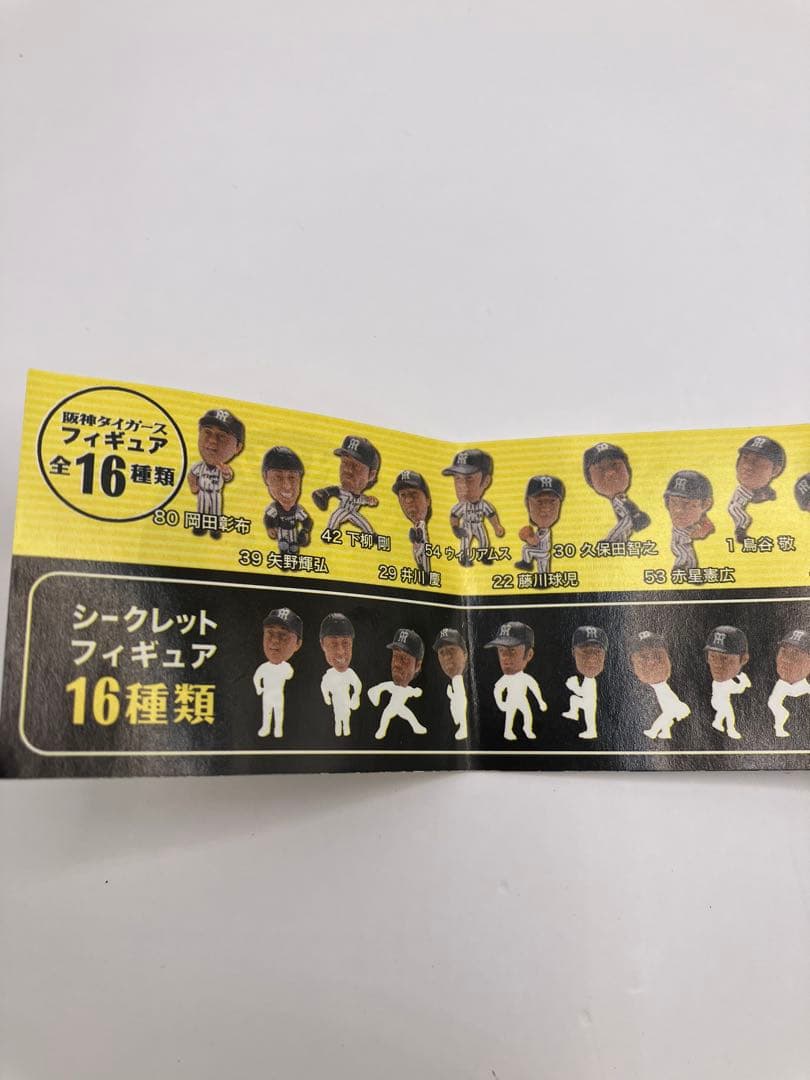 阪神タイガース
フィギュア
全16種類
80 岡田彰布
39 矢野輝弘
42 下柳 剛
29 井川 慶
54 ウィリアムス
22 藤川球児
30 久保田智之
53 赤星憲広
1 鳥谷 敬
シークレット
フィギュア
16種類